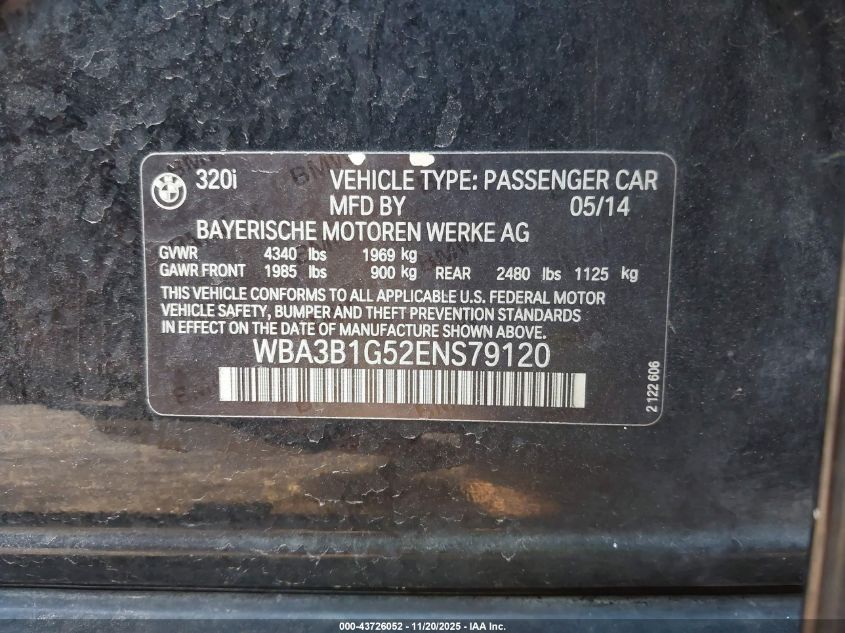 320i VEHICLE TYPE: PASSENGER CAR
MFD BY 05/14
BAYERISCHE MOTOREN WERKE AG
GVWR 4340 lbs 1969 kg
GAWR FRONT 1985 lbs 900 kg REAR 2480 lbs 1125 kg
THIS VEHICLE CONFORMS TO ALL APPLICABLE U.S. FEDERAL MOTOR
VEHICLE SAFETY, BUMPER AND THEFT PREVENTION STANDARDS
IN EFFECT ON THE DATE OF MANUFACTURE SHOWN ABOVE.
WBA3B1G52ENS79120
2 122 606
000-43726052 - 11/20/2025 - IAA Inc.